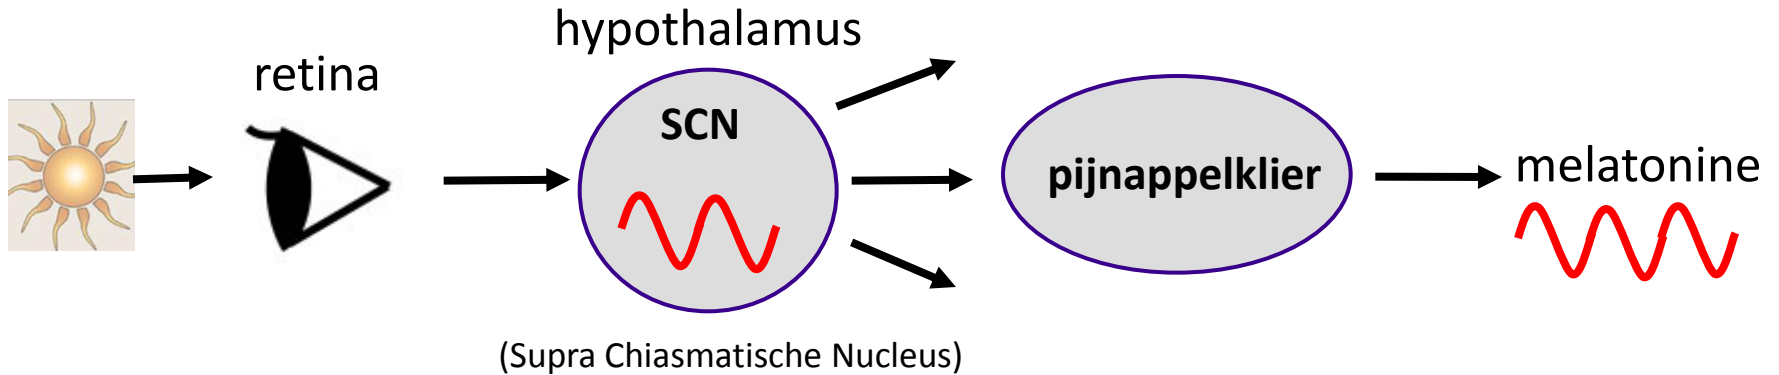 retina
hypothalamus
SCN
(Supra Chiasmatische Nucleus)
pijnappelklier
melatonine